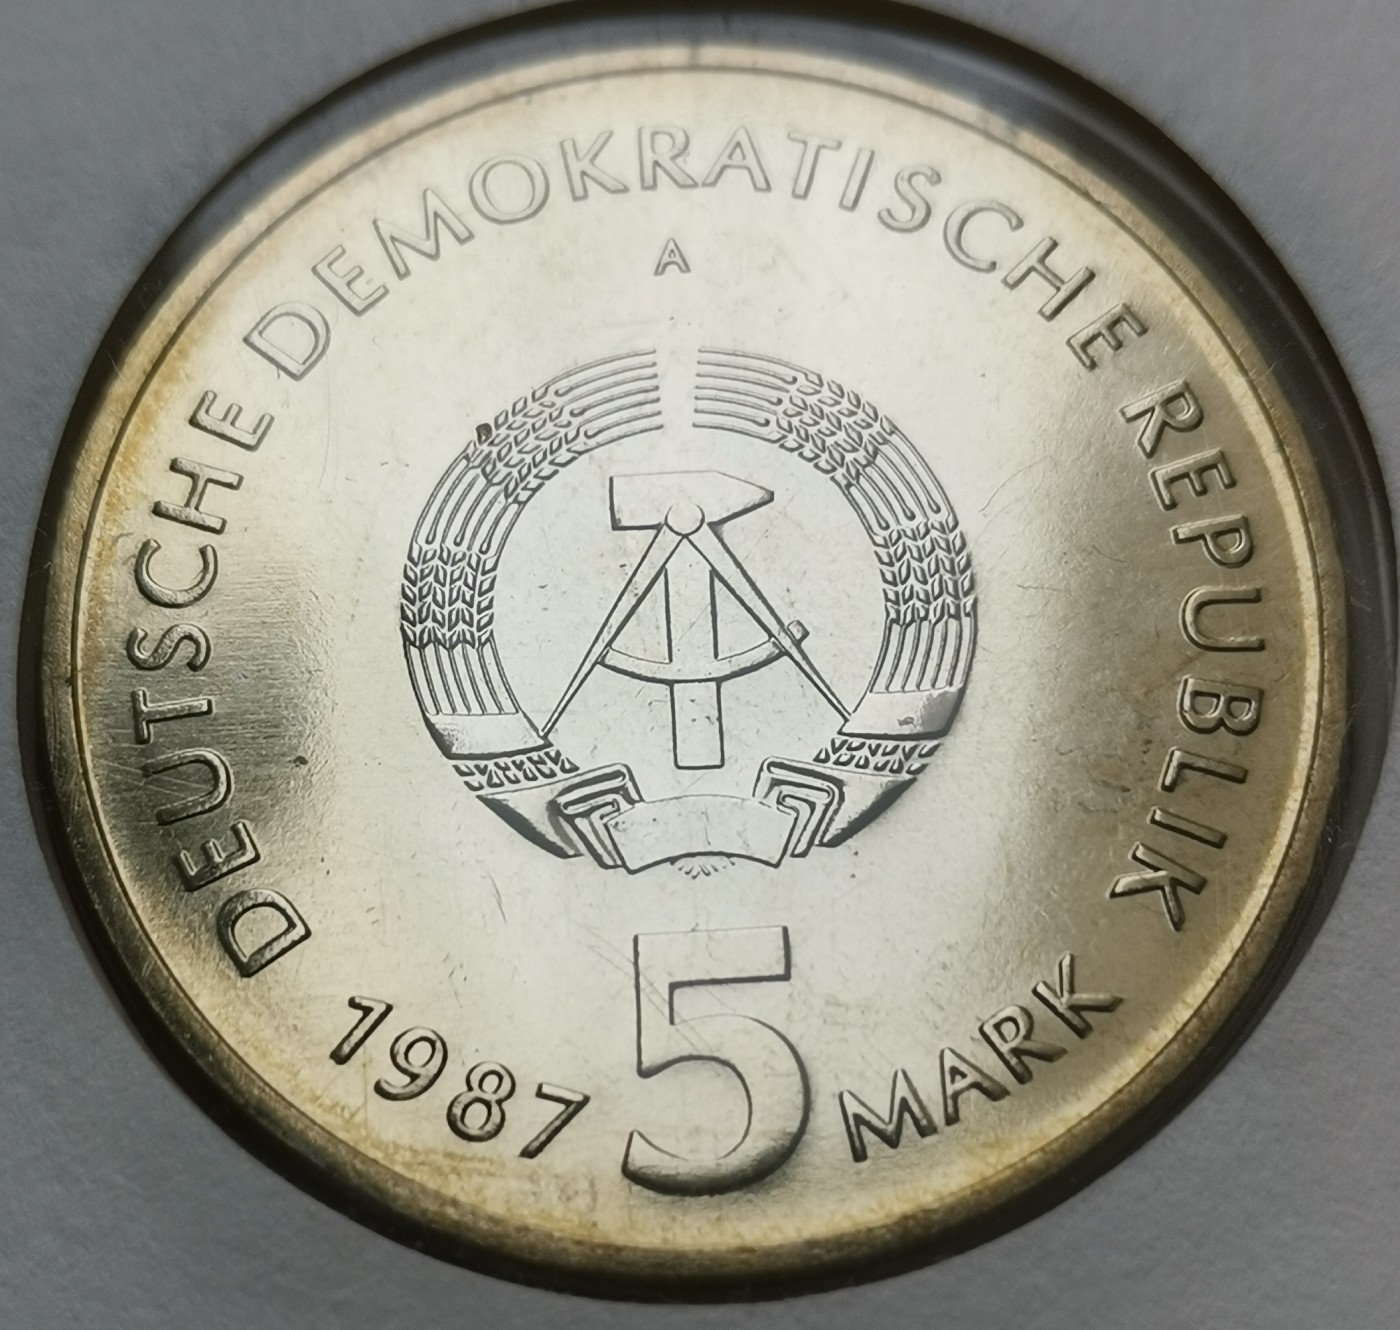 DEUTSCHE DEMOKRATISCHE REPUBLIK
A
1987 5 MARK